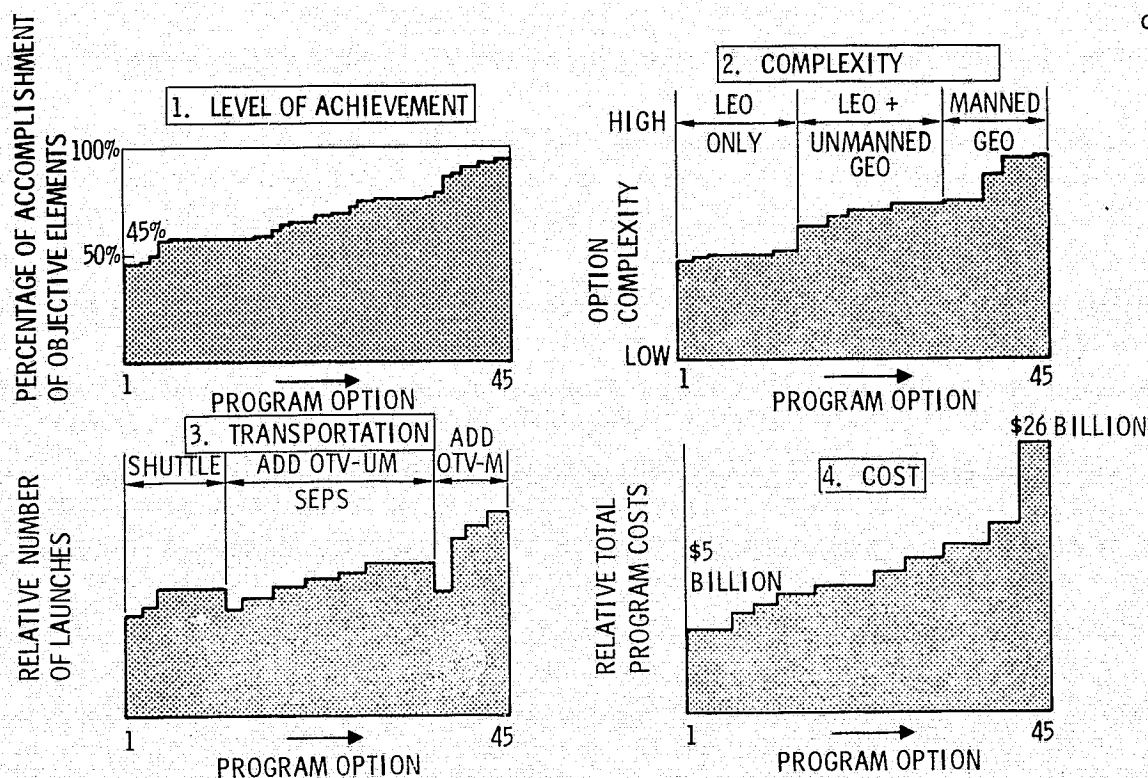 1. LEVEL OF ACHIEVEMENT
PERCENTAGE OF ACCOMPLISHMENT
OF OBJECTIVE ELEMENTS
100%
45%
50%
1
45
PROGRAM OPTION
2. COMPLEXITY
LEO
ONLY
LEO +
UNMANNED
GEO
MANNED
GEO
HIGH
OPTION
COMPLEXITY
LOW
1
45
PROGRAM OPTION
3. TRANSPORTATION
SHUTTLE
ADD OTV-UM
SEPS
ADD
OTV-M
RELATIVE NUMBER
OF LAUNCHES
1
45
PROGRAM OPTION
4. COST
$26 BILLION
$5
BILLION
RELATIVE TOTAL
PROGRAM COSTS
1
45
PROGRAM OPTION